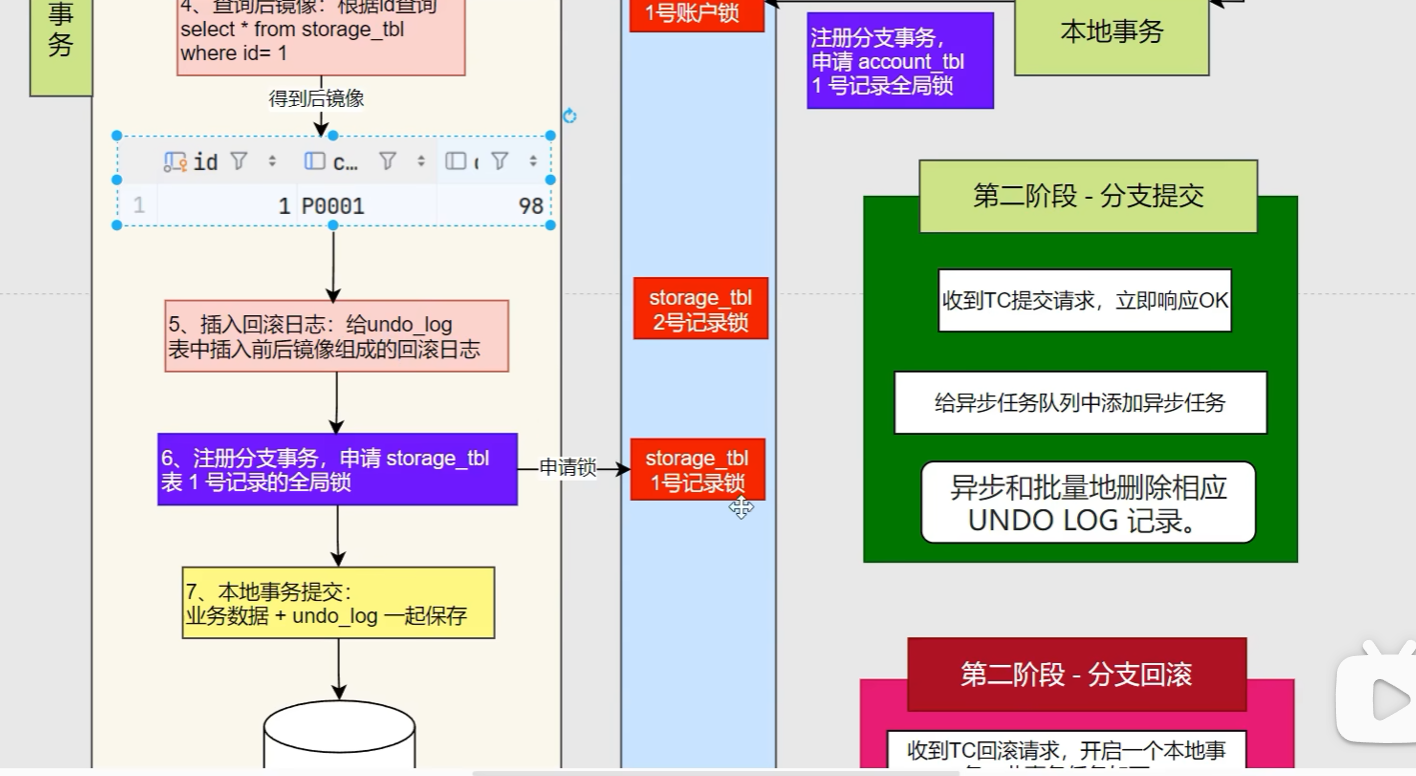 事
务
4、查询后镜像：根据id查询
select * from storage_tbl
where id= 1
得到后镜像
id c...
1 1 P0001 98
5、插入回滚日志：给undo_log
表中插入前后镜像组成的回滚日志
6、注册分支事务，申请 storage_tbl
表 1 号记录的全局锁
申请锁
7、本地事务提交：
业务数据 + undo_log 一起保存
1号账户锁
storage_tbl
2号记录锁
storage_tbl
1号记录锁
注册分支事务，
申请 account_tbl
1 号记录全局锁
本地事务
第二阶段 - 分支提交
收到TC提交请求，立即响应OK
给异步任务队列中添加异步任务
异步和批量地删除相应
UNDO LOG 记录。
第二阶段 - 分支回滚
收到TC回滚请求，开启一个本地事